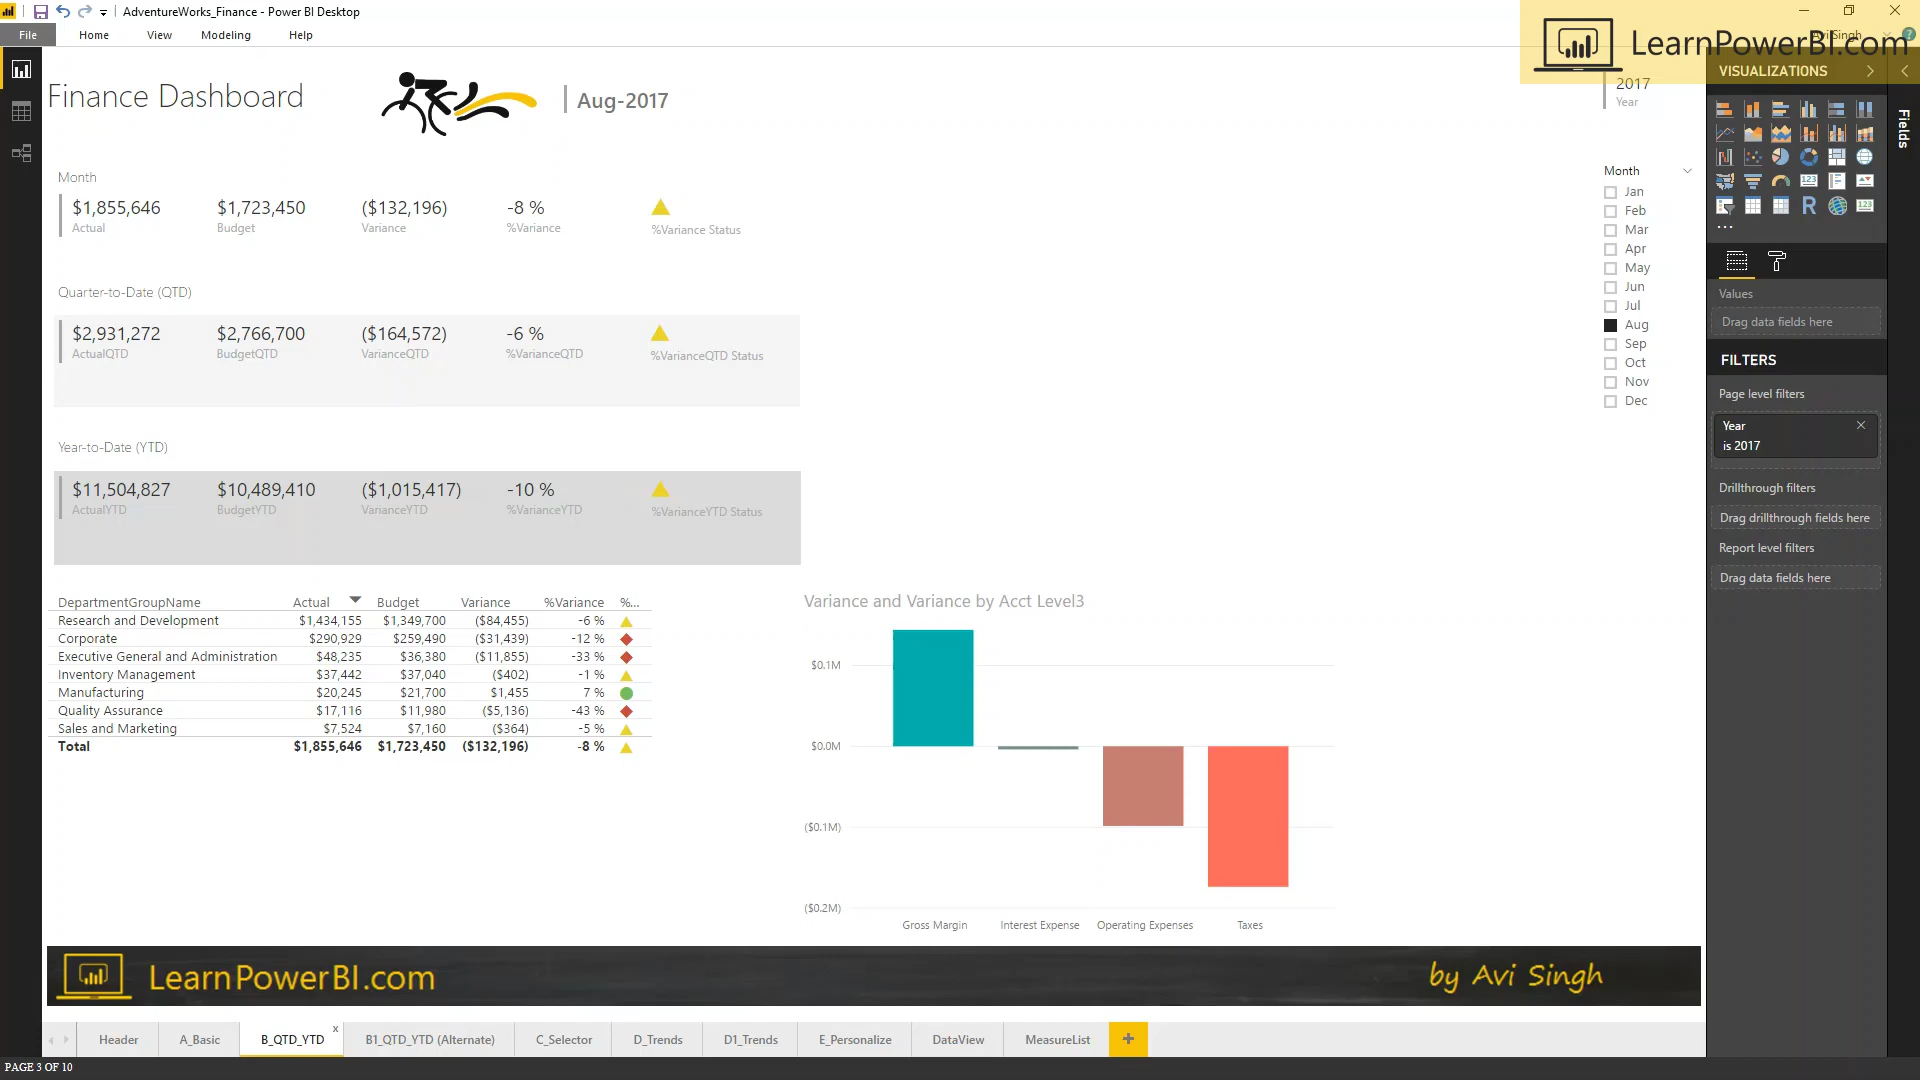 AdventureWorks_Finance - Power BI Desktop
File Home View Modeling Help
Avi Singh
LearnPowerBI.com
Finance Dashboard
Aug-2017
2017
Year
VISUALIZATIONS
Fields
Month
$1,855,646 $1,723,450 ($132,196) -8 %
Actual Budget Variance %Variance %Variance Status
Quarter-to-Date (QTD)
$2,931,272 $2,766,700 ($164,572) -6 %
ActualQTD BudgetQTD VarianceQTD %VarianceQTD %VarianceQTD Status
Year-to-Date (YTD)
$11,504,827 $10,489,410 ($1,015,417) -10 %
ActualYTD BudgetYTD VarianceYTD %VarianceYTD %VarianceYTD Status
Month
Jan
Feb
Mar
Apr
May
Jun
Jul
Aug
Sep
Oct
Nov
Dec
123
R
123
...
Values
Drag data fields here
FILTERS
Page level filters
Year
is 2017
Drillthrough filters
Drag drillthrough fields here
Report level filters
Drag data fields here
DepartmentGroupName Actual Budget Variance %Variance %...
Research and Development $1,434,155 $1,349,700 ($84,455) -6 %
Corporate $290,929 $259,490 ($31,439) -12 %
Executive General and Administration $48,235 $36,380 ($11,855) -33 %
Inventory Management $37,442 $37,040 ($402) -1 %
Manufacturing $20,245 $21,700 $1,455 7 %
Quality Assurance $17,116 $11,980 ($5,136) -43 %
Sales and Marketing $7,524 $7,160 ($364) -5 %
Total $1,855,646 $1,723,450 ($132,196) -8 %
Variance and Variance by Acct Level3
$0.1M
$0.0M
($0.1M)
($0.2M)
Gross Margin Interest Expense Operating Expenses Taxes
LearnPowerBI.com
by Avi Singh
Header A_Basic B_QTD_YTD x B1_QTD_YTD (Alternate) C_Selector D_Trends D1_Trends E_Personalize DataView MeasureList +
PAGE 3 OF 10